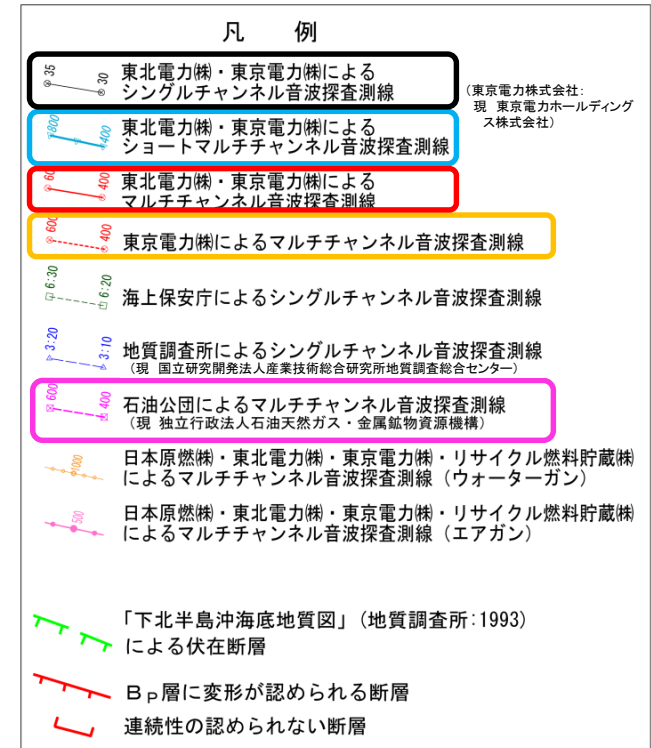 凡　例
35
30
東北電力㈱・東京電力㈱による
シングルチャンネル音波探査測線
(東京電力株式会社:
現　東京電力ホールディング
ス株式会社)
800
400
東北電力㈱・東京電力㈱による
ショートマルチチャンネル音波探査測線
60
400
東北電力㈱・東京電力㈱による
マルチチャンネル音波探査測線
600
400
東京電力㈱によるマルチチャンネル音波探査測線
6:30
6:20
海上保安庁によるシングルチャンネル音波探査測線
3:20
3:10
地質調査所によるシングルチャンネル音波探査測線
(現　国立研究開発法人産業技術総合研究所地質調査総合センター)
600
400
石油公団によるマルチチャンネル音波探査測線
(現　独立行政法人石油天然ガス・金属鉱物資源機構)
1000
日本原燃㈱・東北電力㈱・東京電力㈱・リサイクル燃料貯蔵㈱
によるマルチチャンネル音波探査測線(ウォーターガン)
500
日本原燃㈱・東北電力㈱・東京電力㈱・リサイクル燃料貯蔵㈱
によるマルチチャンネル音波探査測線(エアガン)
「下北半島沖海底地質図」(地質調査所:1993)
による伏在断層
BP層に変形が認められる断層
連続性の認められない断層